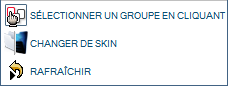 SÉLECTIONNER UN GROUPE EN CLIQUANT
CHANGER DE SKIN
RAFRAÎCHIR